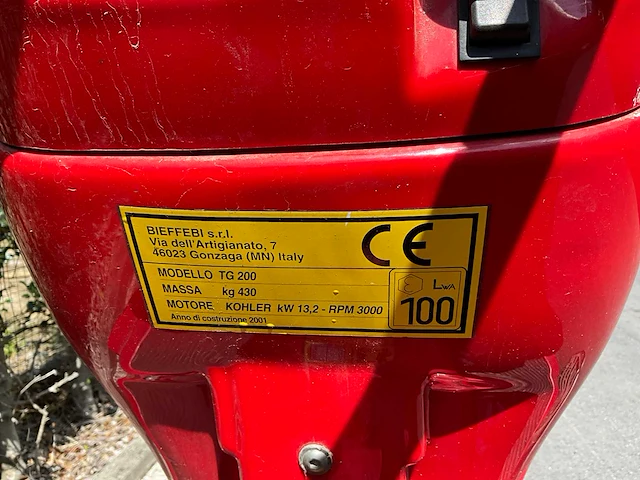 BIEFFEBI s.r.l.
Via dell'Artigianato, 7
46023 Gonzaga (MN) Italy
CE
MODELLO TG 200
MASSA kg 430
MOTORE KOHLER kW 13,2 - RPM 3000
Anno di costruzione 2001
LWA
100